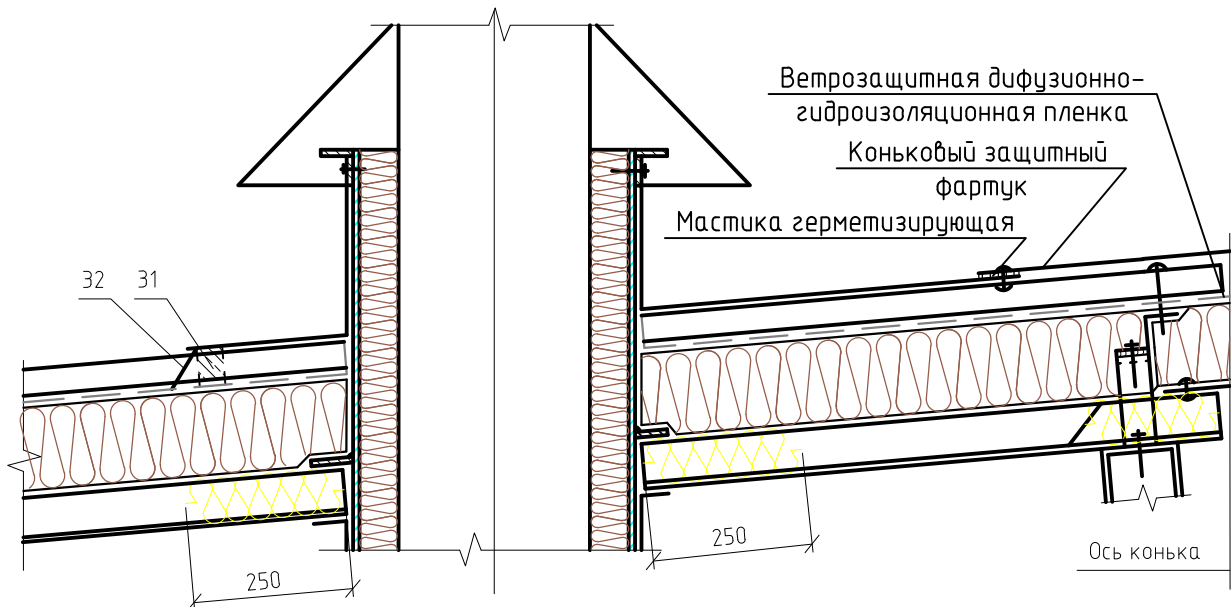 Ветрозащитная дифузионно-
гидроизоляционная пленка
Коньковый защитный
фартук
Мастика герметизирующая
32 31
250
250
Ось конька